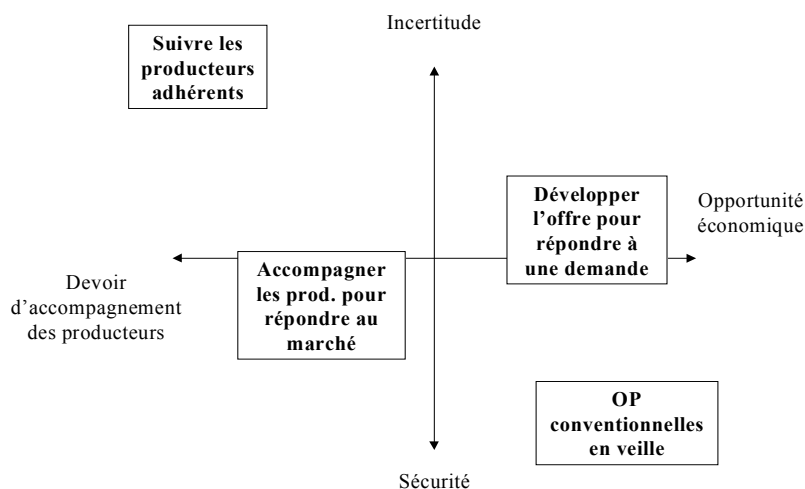 Incertitude
Suivre les
producteurs
adhérents
Développer
l’offre pour
répondre à
une demande
Opportunité
économique
Accompagner
les prod. pour
répondre au
marché
Devoir
d’accompagnement
des producteurs
OP
conventionnelles
en veille
Sécurité